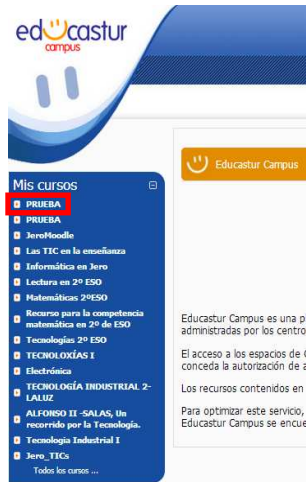 educastur
campus
Mis cursos
PRUEBA
PRUEBA
JeroMoodle
Las TIC en la enseñanza
Informática en Jero
Lectura en 2º ESO
Matemáticas 2ºESO
Recurso para la competencia
matemática en 2º de ESO
Tecnologías 2º ESO
TECNOLOXÍAS I
Electrónica
TECNOLOGÍA INDUSTRIAL 2-
LALUZ
ALFONSO II -SALAS, Un
recorrido por la Tecnología.
Tecnologia Industrial I
Jero_TICs
Todos los cursos ...
Educastur Campus
Educastur Campus es una p
administradas por los centro
El acceso a los espacios de
conceda la autorización de a
Los recursos contenidos en
Para optimizar este servicio,
Educastur Campus se encue